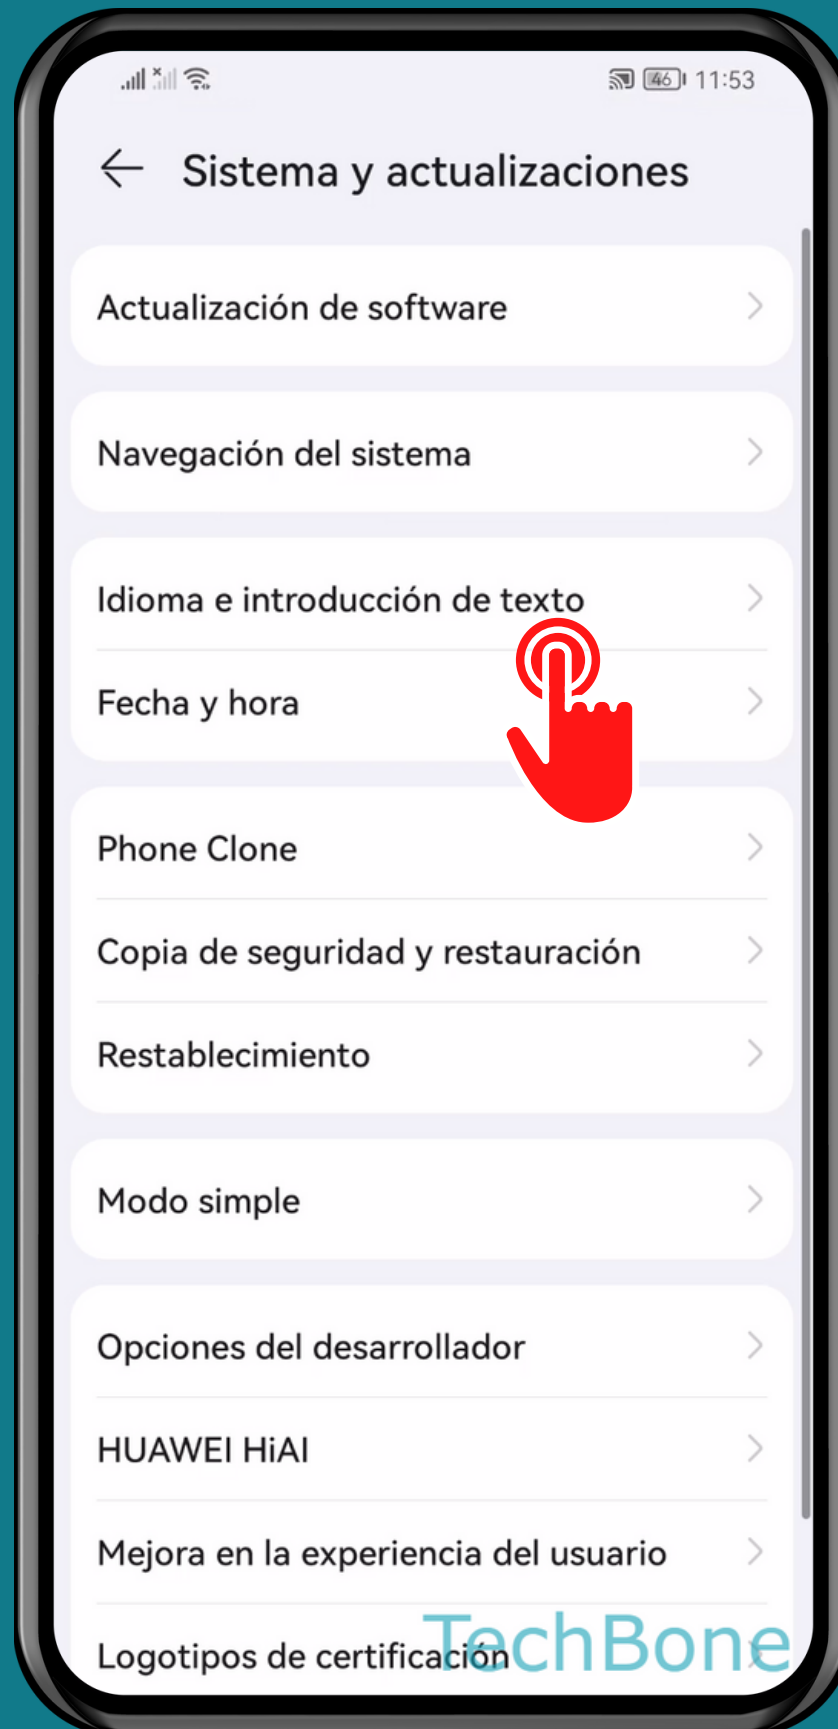 46 11:53
Sistema y actualizaciones
Actualización de software
Navegación del sistema
Idioma e introducción de texto
Fecha y hora
Phone Clone
Copia de seguridad y restauración
Restablecimiento
Modo simple
Opciones del desarrollador
HUAWEI HiAI
Mejora en la experiencia del usuario
Logotipos de certificación
TechBone